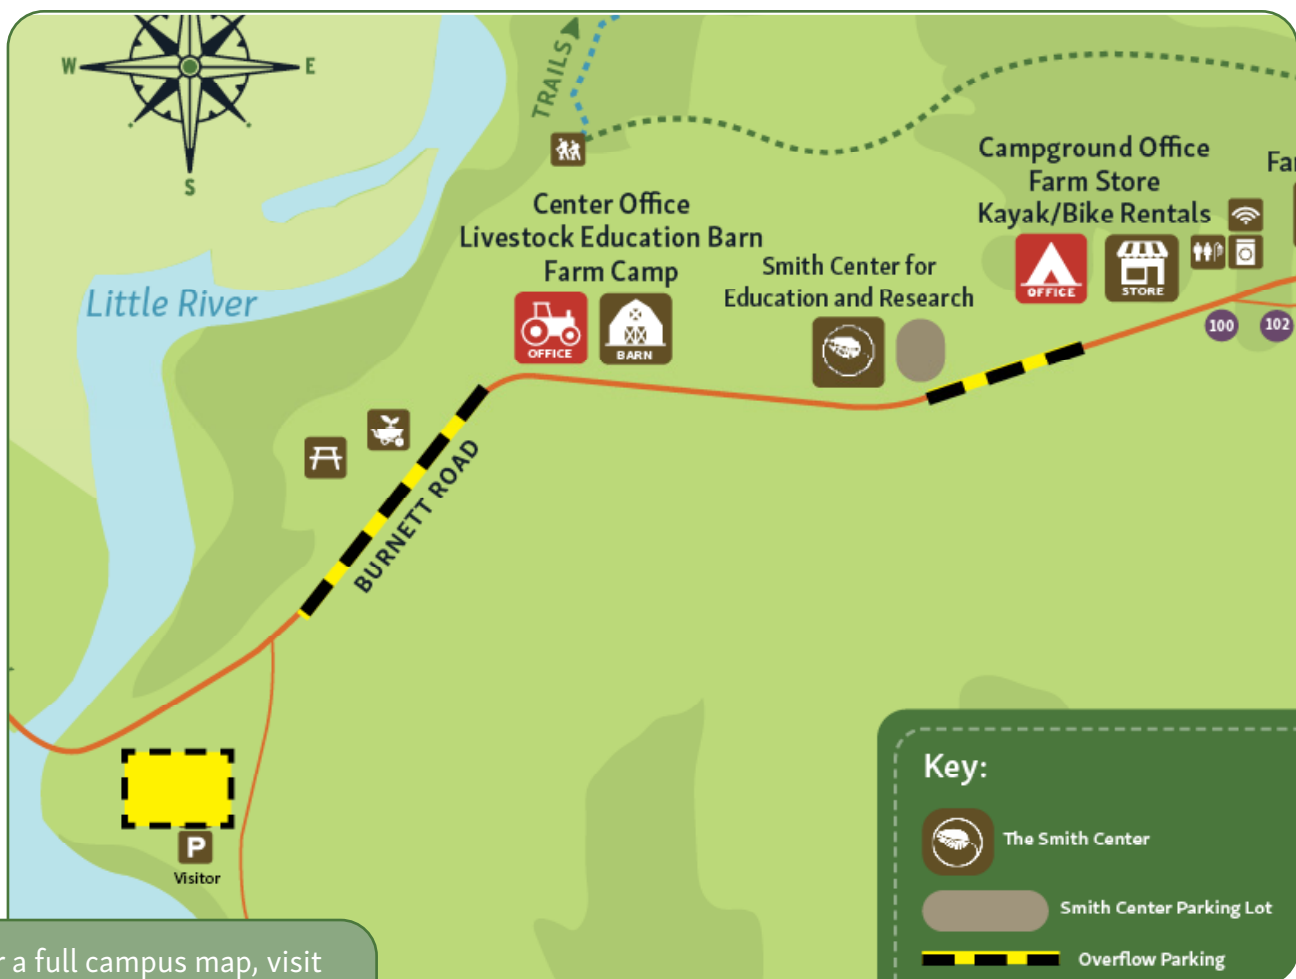 W
E
S
TRAILS
Center Office
Livestock Education Barn
Farm Camp
OFFICE
BARN
Smith Center for
Education and Research
Campground Office
Farm Store
Kayak/Bike Rentals
OFFICE
STORE
100
102
Little River
BURNETT ROAD
P
Visitor
Key:
The Smith Center
Smith Center Parking Lot
Overflow Parking
a full campus map, visit